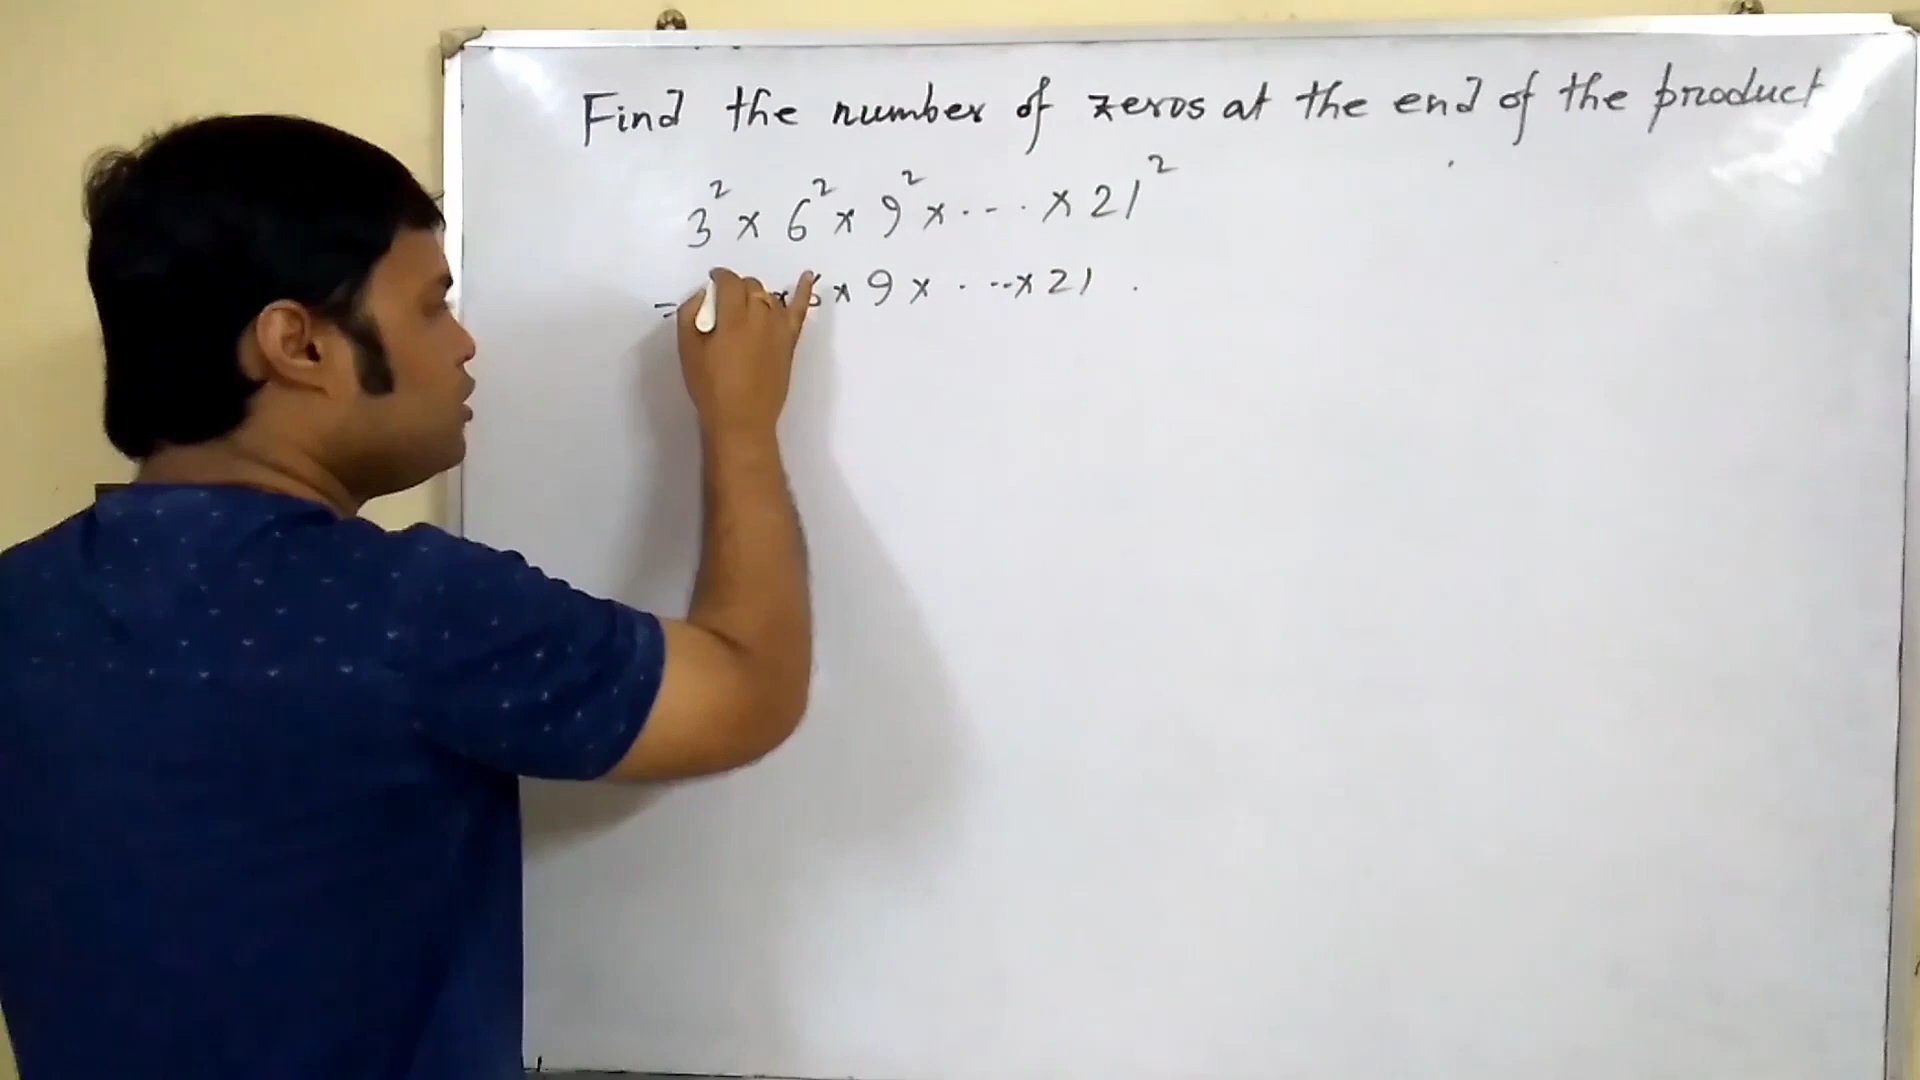 Find the number of zeros at the end of the product
3² x 6² x 9² x ... x 21²
= x 6 x 9 x ... x 21